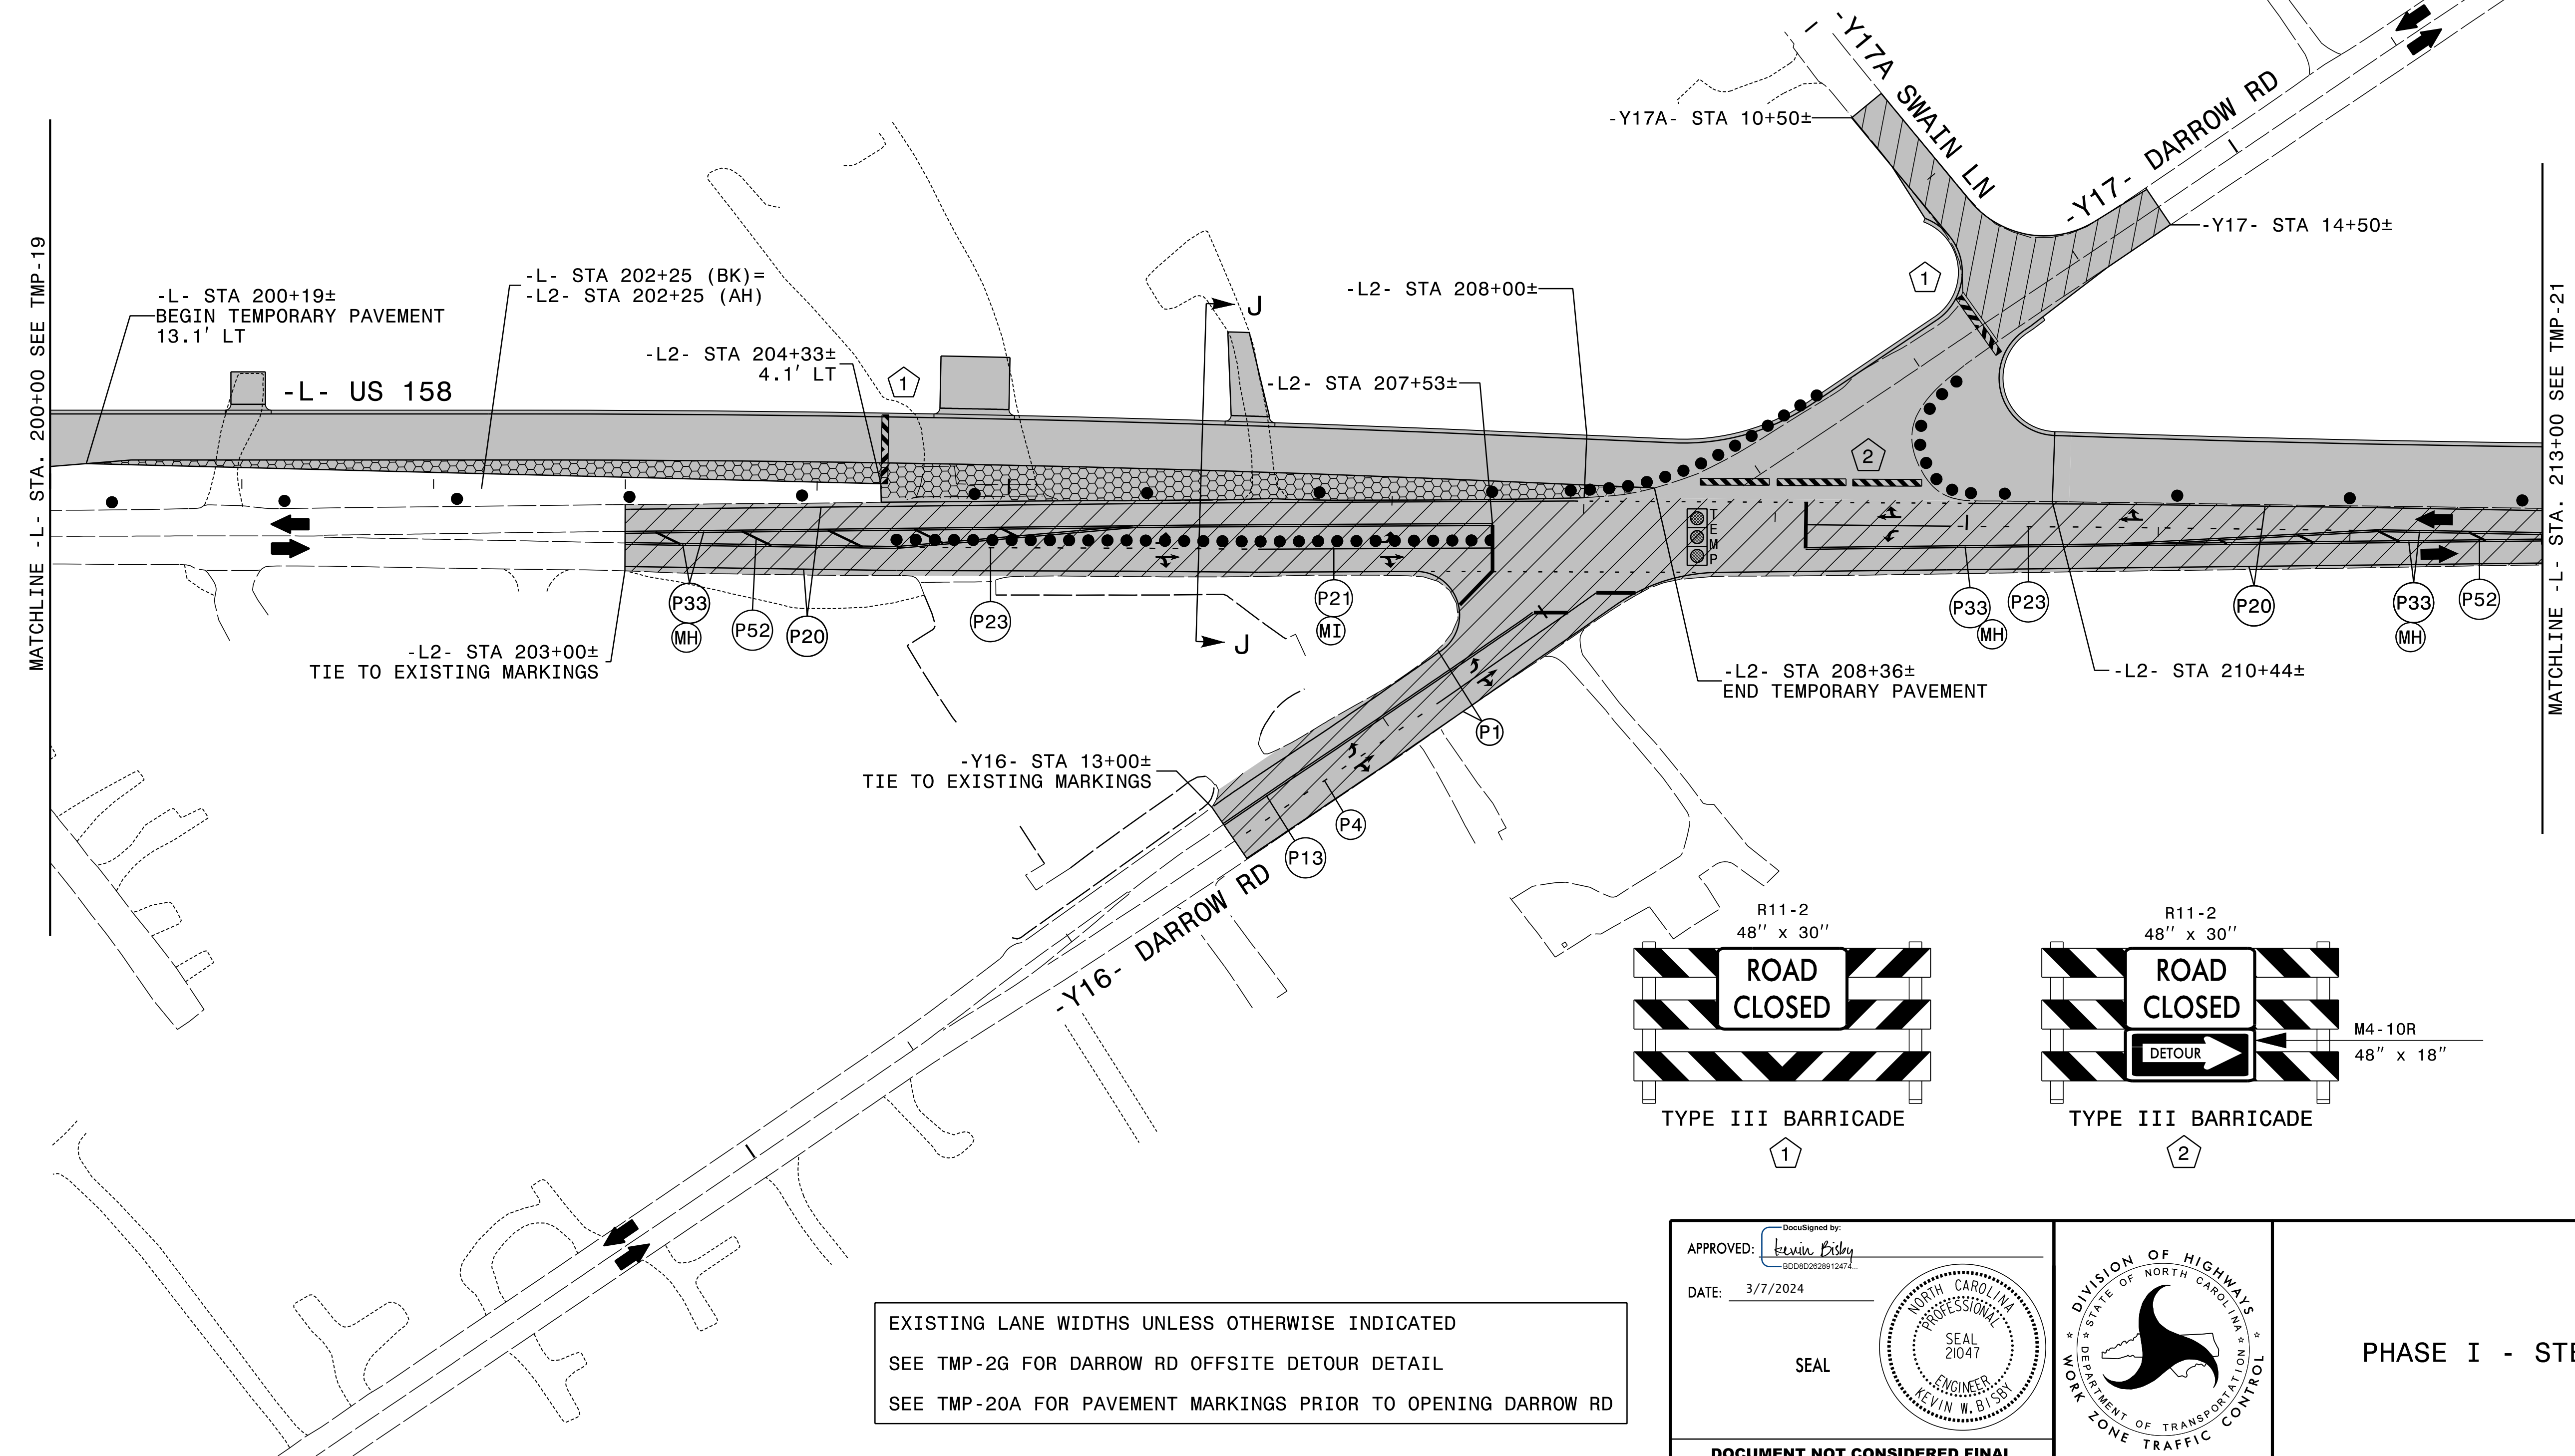 -Y17A SWAIN LN
-Y17- DARROW RD
-Y17A- STA 10+50±
-Y17- STA 14+50±
MATCHLINE -L- STA. 200+00 SEE TMP-19
-L- STA 200+19±
BEGIN TEMPORARY PAVEMENT
13.1' LT
-L- STA 202+25 (BK)=
-L2- STA 202+25 (AH)
-L- US 158
-L2- STA 204+33±
4.1' LT
1
J
-L2- STA 208+00±
-L2- STA 207+53±
1
2
TEMP
MATCHLINE -L- STA. 213+00 SEE TMP-21
P33
MH
P52
P20
P23
P21
MI
J
P33
MH
P23
P20
P33
MH
P52
-L2- STA 203+00±
TIE TO EXISTING MARKINGS
-L2- STA 208+36±
END TEMPORARY PAVEMENT
-L2- STA 210+44±
P1
-Y16- STA 13+00±
TIE TO EXISTING MARKINGS
P4
P13
-Y16- DARROW RD
R11-2
48" x 30"
ROAD
CLOSED
TYPE III BARRICADE
1
R11-2
48" x 30"
ROAD
CLOSED
DETOUR
M4-10R
48" x 18"
TYPE III BARRICADE
2
EXISTING LANE WIDTHS UNLESS OTHERWISE INDICATED
SEE TMP-2G FOR DARROW RD OFFSITE DETOUR DETAIL
SEE TMP-20A FOR PAVEMENT MARKINGS PRIOR TO OPENING DARROW RD
APPROVED:
DocuSigned by:
Kevin Bisby
BDD8D2628912474...
DATE: 3/7/2024
SEAL
NORTH CAROLINA
PROFESSIONAL
SEAL
21047
ENGINEER
KEVIN W. BISBY
DIVISION OF HIGHWAYS
STATE OF NORTH CAROLINA
DEPARTMENT OF TRANSPORTATION
WORK ZONE TRAFFIC CONTROL
PHASE I - STE
DOCUMENT NOT CONSIDERED FINAL